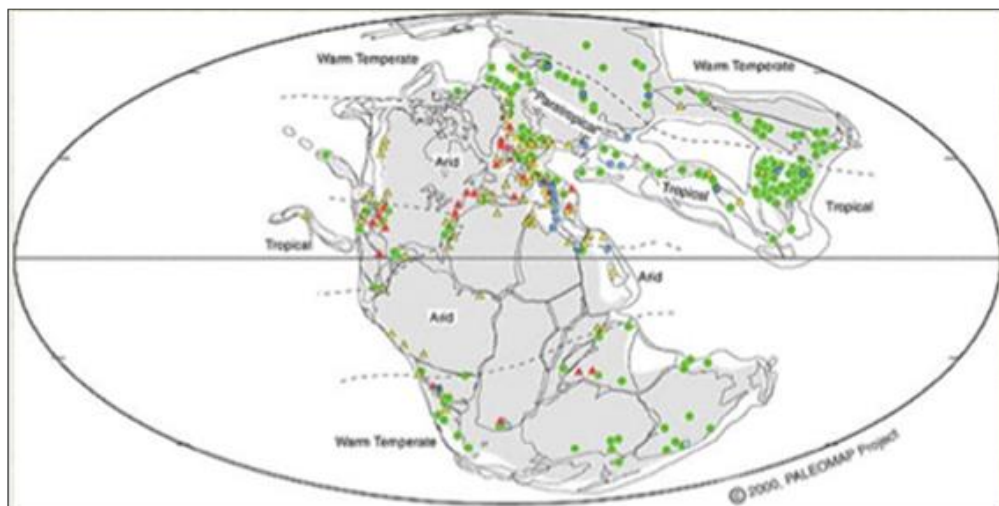 Warm Temperate
Warm Temperate
"Paratropical"
Arid
Tropical
Tropical
Tropical
Arid
Arid
Warm Temperate
© 2000, PALEOMAP Project